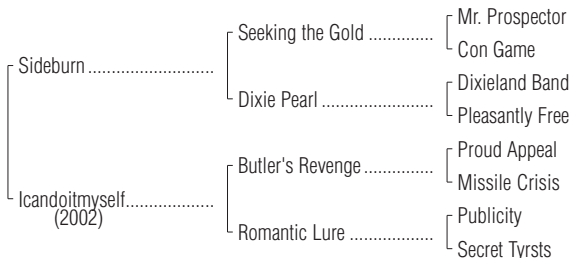 Mr. Prospector
Seeking the Gold ..............
Con Game
Sideburn ...........................
Dixieland Band
Dixie Pearl ........................
Pleasantly Free
Proud Appeal
Butler's Revenge ...............
Missile Crisis
Icandoitmyself...................
(2002)
Publicity
Romantic Lure ..................
Secret Tyrsts